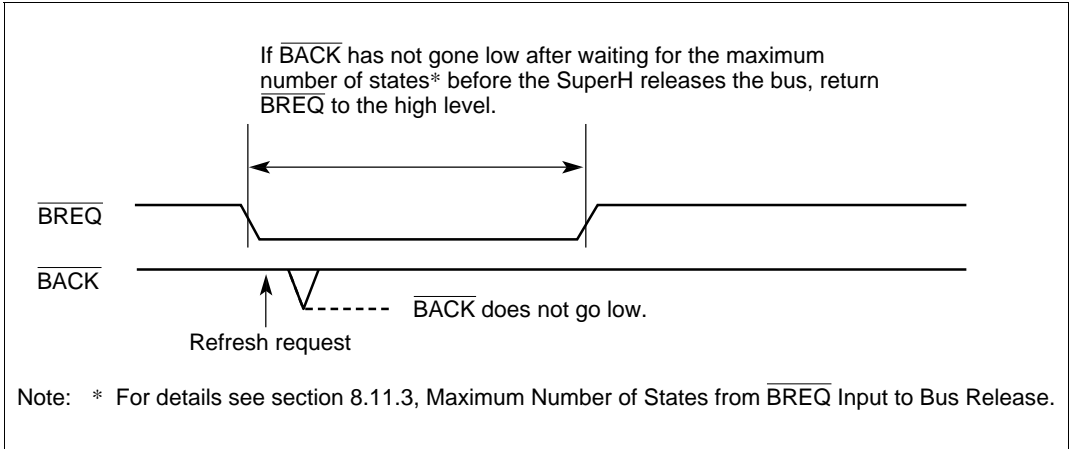 If BACK has not gone low after waiting for the maximum
number of states* before the SuperH releases the bus, return
BREQ to the high level.
BREQ
BACK
BACK does not go low.
Refresh request
Note: * For details see section 8.11.3, Maximum Number of States from BREQ Input to Bus Release.